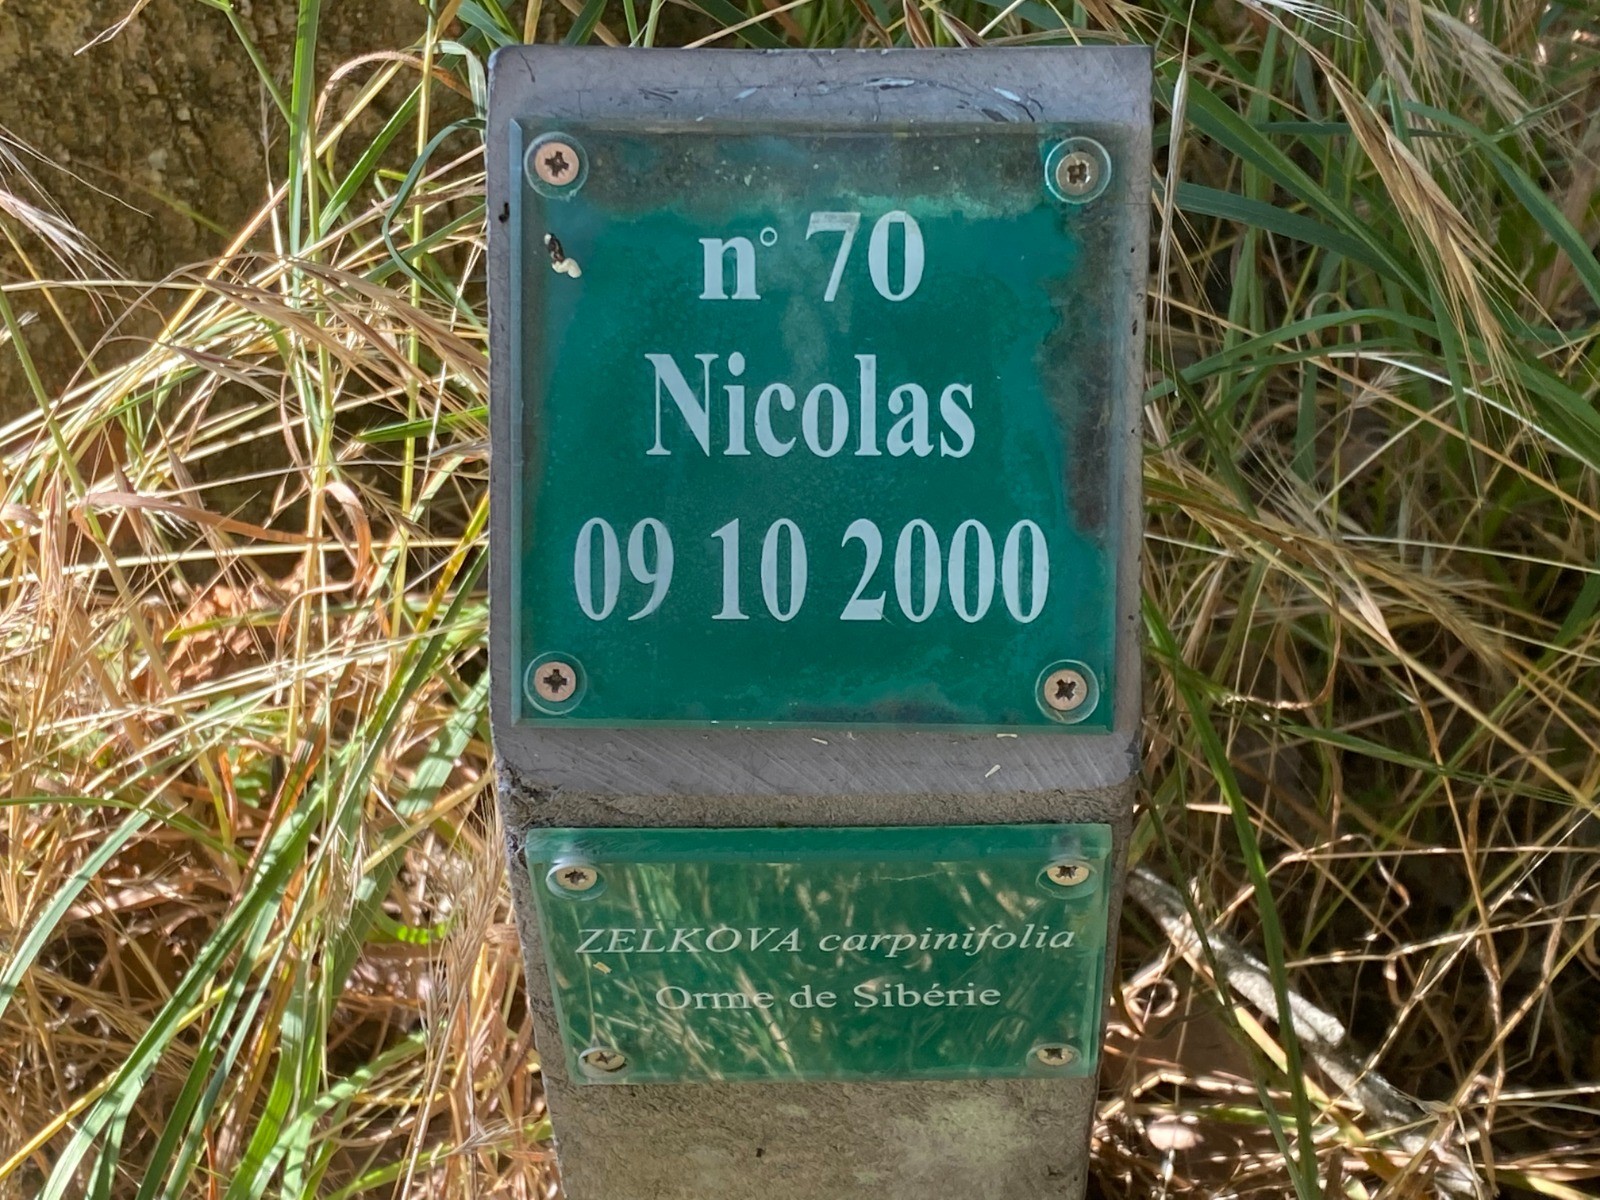 n° 70
Nicolas
09 10 2000
ZELKOVA carpinifolia
Orme de Sibérie